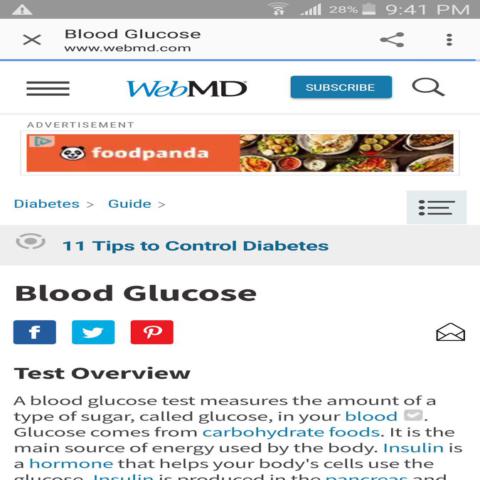 28% 9:41 PM
Blood Glucose
www.webmd.com
WebMD
SUBSCRIBE
ADVERTISEMENT
foodpanda
Diabetes > Guide >
11 Tips to Control Diabetes
Blood Glucose
Test Overview
A blood glucose test measures the amount of a
type of sugar, called glucose, in your blood .
Glucose comes from carbohydrate foods. It is the
main source of energy used by the body. Insulin is
a hormone that helps your body's cells use the
glucose. Insulin is produced in the pancreas and